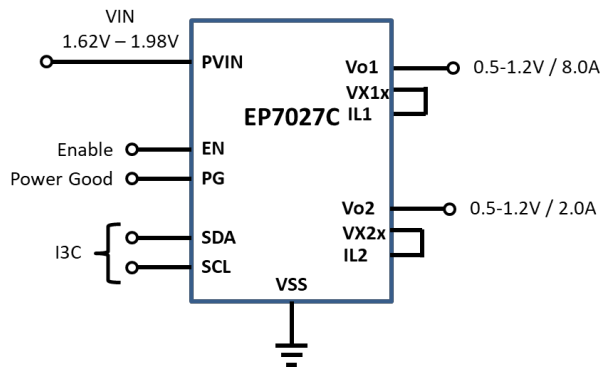 VIN
1.62V – 1.98V
PVIN
Vo1
0.5-1.2V / 8.0A
VX1x
IL1
EP7027C
Enable
EN
Power Good
PG
Vo2
0.5-1.2V / 2.0A
VX2x
IL2
I3C
SDA
SCL
VSS